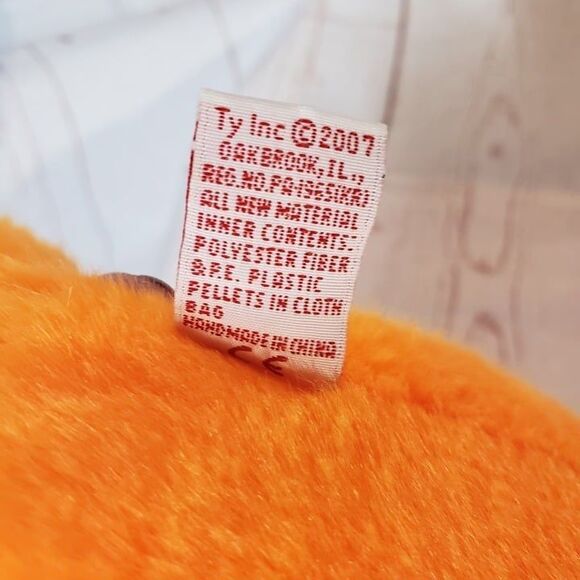 Ty Inc ©2007
OAKBROOK, IL.,
REG.NO.PA-1965(KR)
ALL NEW MATERIAL
INNER CONTENTS:
POLYESTER FIBER
& P.E. PLASTIC
PELLETS IN CLOTH
BAG
HANDMADE IN CHINA
CE